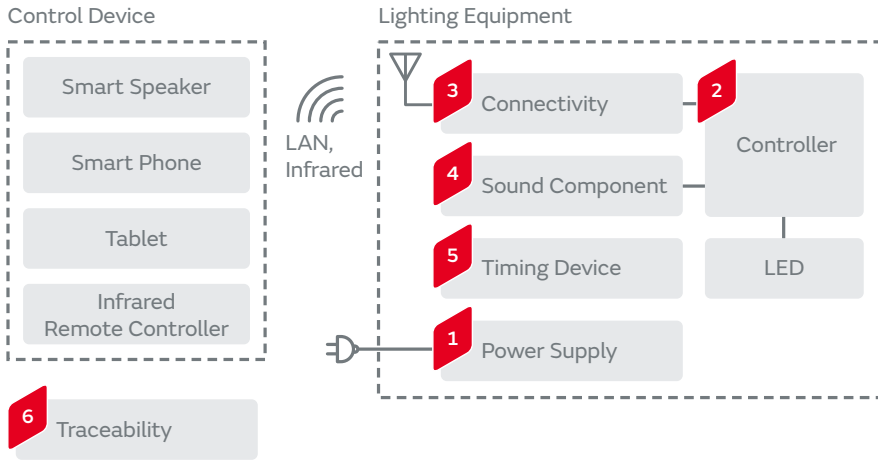 Control Device
Smart Speaker
Smart Phone
Tablet
Infrared
Remote Controller
6
Traceability
LAN,
Infrared
Lighting Equipment
3
Connectivity
2
Controller
4
Sound Component
5
Timing Device
LED
1
Power Supply